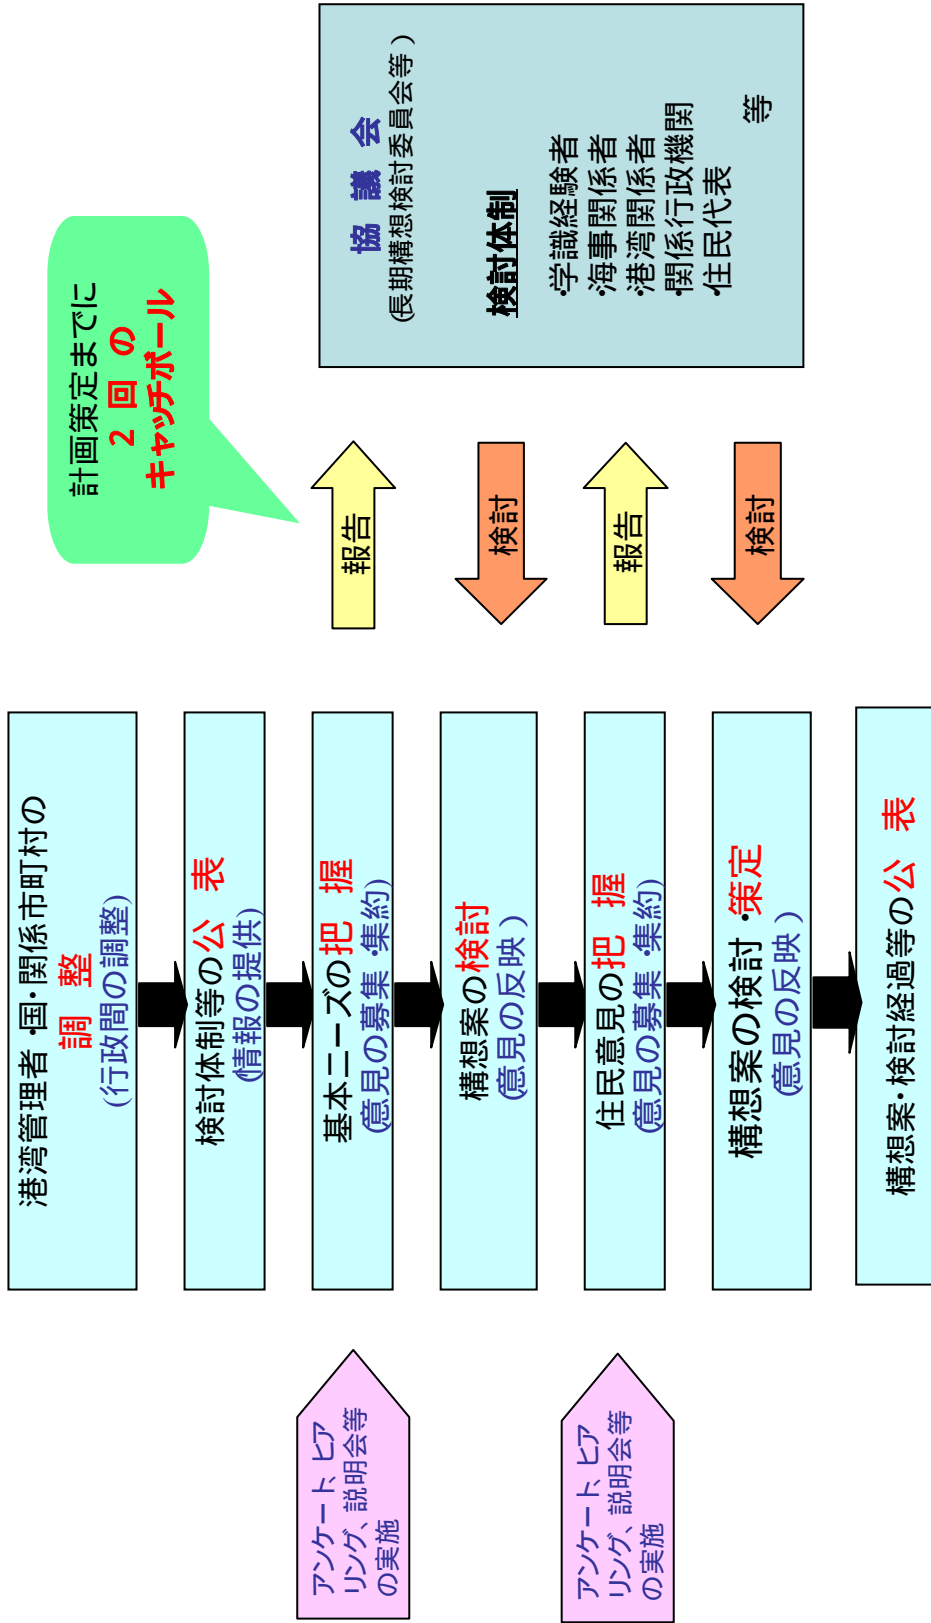 計画策定までに
2 回 の
キャッチボール
協 議 会
(長期構想検討委員会等)
検討体制
・学識経験者
・海事関係者
・港湾関係者
・関係行政機関
・住民代表
等
報告
検討
報告
検討
港湾管理者・国・関係市町村の
調 整
(行政間の調整)
検討体制等の公 表
(情報の提供)
基本ニーズの把 握
(意見の募集・集約)
構想案の検討
(意見の反映)
住民意見の把 握
(意見の募集・集約)
構想案の検討・策定
(意見の反映)
構想案・検討経過等の公 表
アンケート、ヒア
リング、説明会等
の実施
アンケート、ヒア
リング、説明会等
の実施